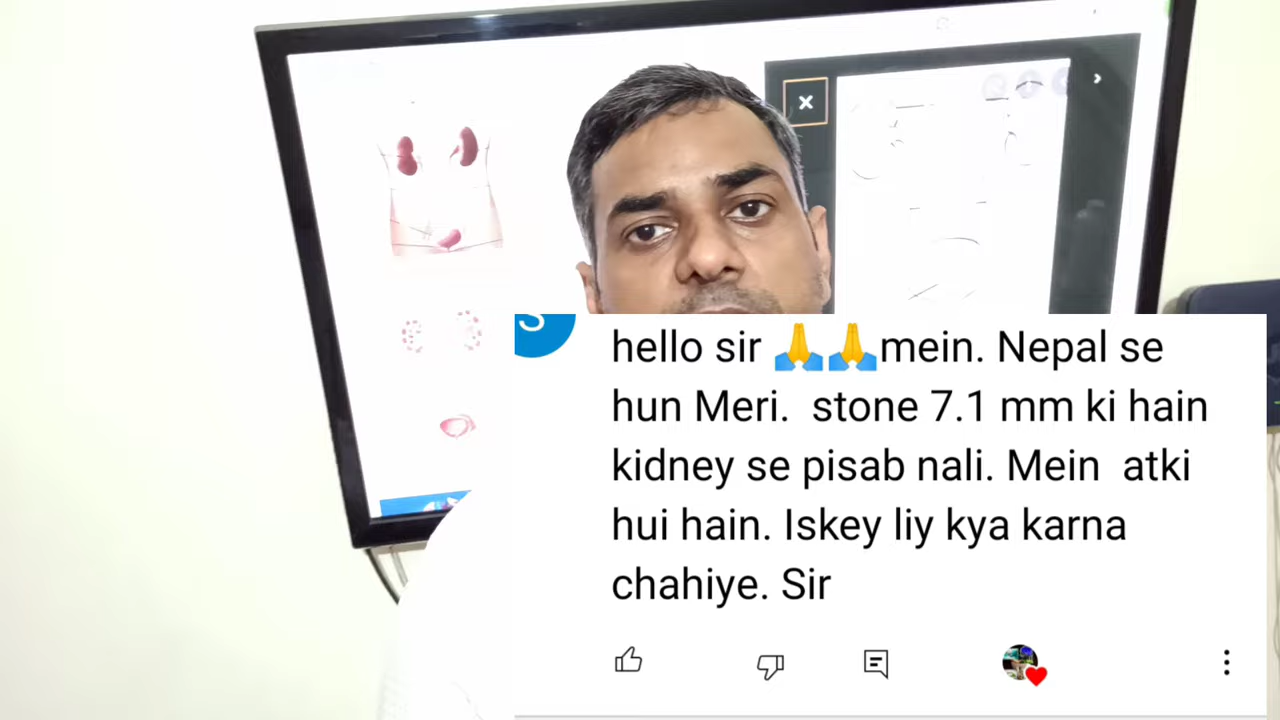 S
hello sir 🙏🙏mein. Nepal se
hun Meri.  stone 7.1 mm ki hain
kidney se pisab nali. Mein  atki
hui hain. Iskey liy kya karna
chahiye. Sir